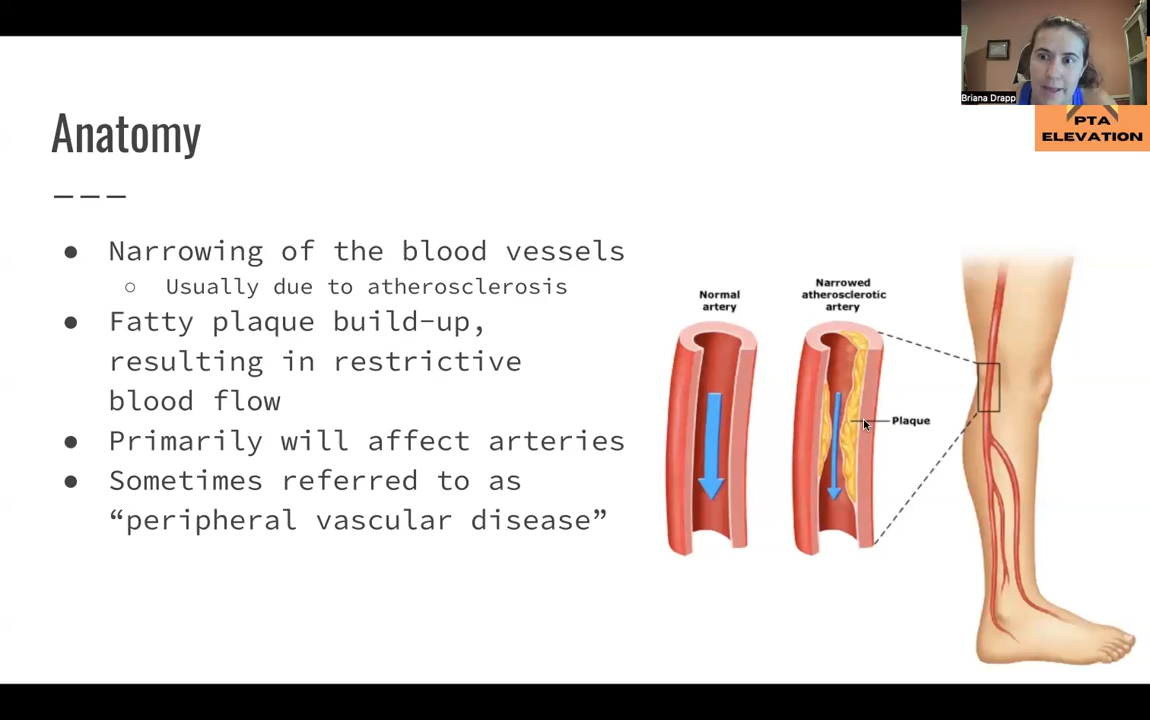 Briana Drapp
PTA
ELEVATION
Anatomy
● Narrowing of the blood vessels
○ Usually due to atherosclerosis
● Fatty plaque build-up,
resulting in restrictive
blood flow
● Primarily will affect arteries
● Sometimes referred to as
“peripheral vascular disease”
Normal
artery
Narrowed
atherosclerotic
artery
Plaque